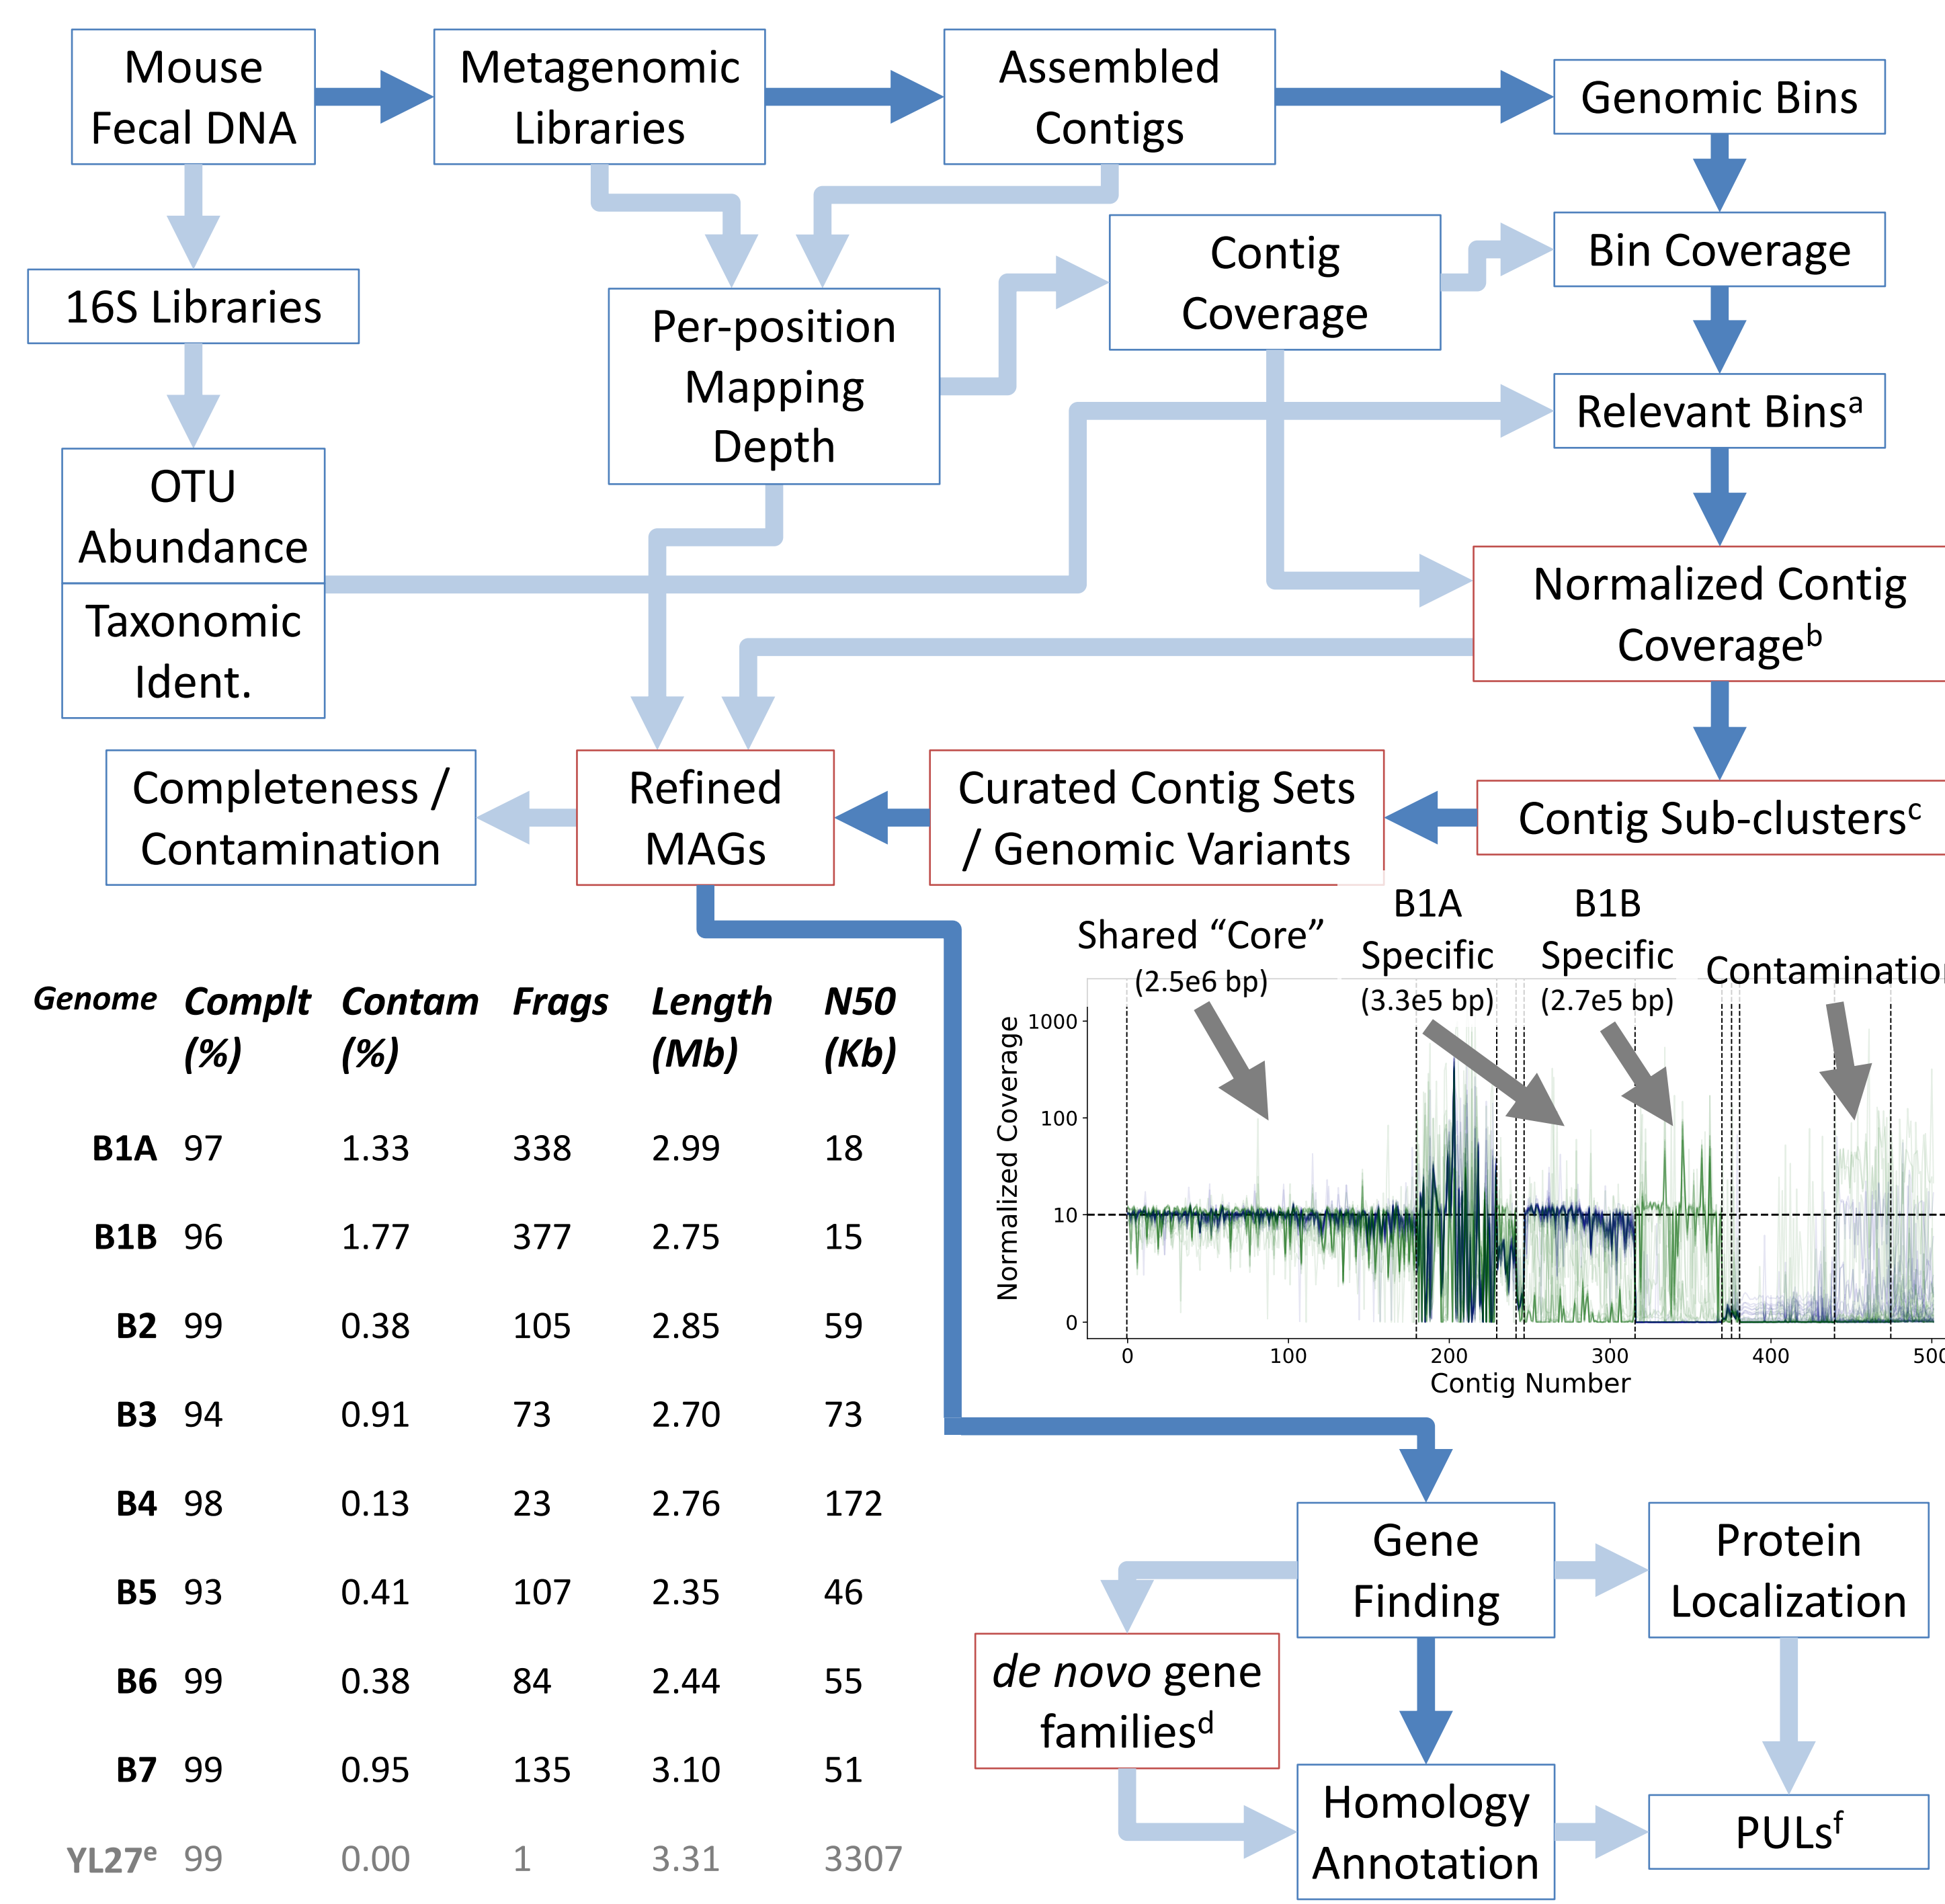 Mouse
Fecal DNA
Metagenomic
Libraries
Assembled
Contigs
Genomic Bins
16S Libraries
Per-position
Mapping
Depth
Contig
Coverage
Bin Coverage
Relevant Binsᵃ
OTU
Abundance
Taxonomic
Ident.
Normalized Contig
Coverageᵇ
Completeness /
Contamination
Refined
MAGs
Curated Contig Sets
/ Genomic Variants
Contig Sub-clustersᶜ
Genome Complt (%) Contam (%) Frags Length (Mb) N50 (Kb)
B1A 97 1.33 338 2.99 18
B1B 96 1.77 377 2.75 15
B2 99 0.38 105 2.85 59
B3 94 0.91 73 2.70 73
B4 98 0.13 23 2.76 172
B5 93 0.41 107 2.35 46
B6 99 0.38 84 2.44 55
B7 99 0.95 135 3.10 51
YL27ᵉ 99 0.00 1 3.31 3307
Shared “Core”
(2.5e6 bp)
B1A
Specific
(3.3e5 bp)
B1B
Specific
(2.7e5 bp)
Contamination
Normalized Coverage
1000
100
10
0
0 100 200 300 400 500
Contig Number
Gene
Finding
Protein
Localization
de novo gene
familiesᵈ
Homology
Annotation
PULsᶠ